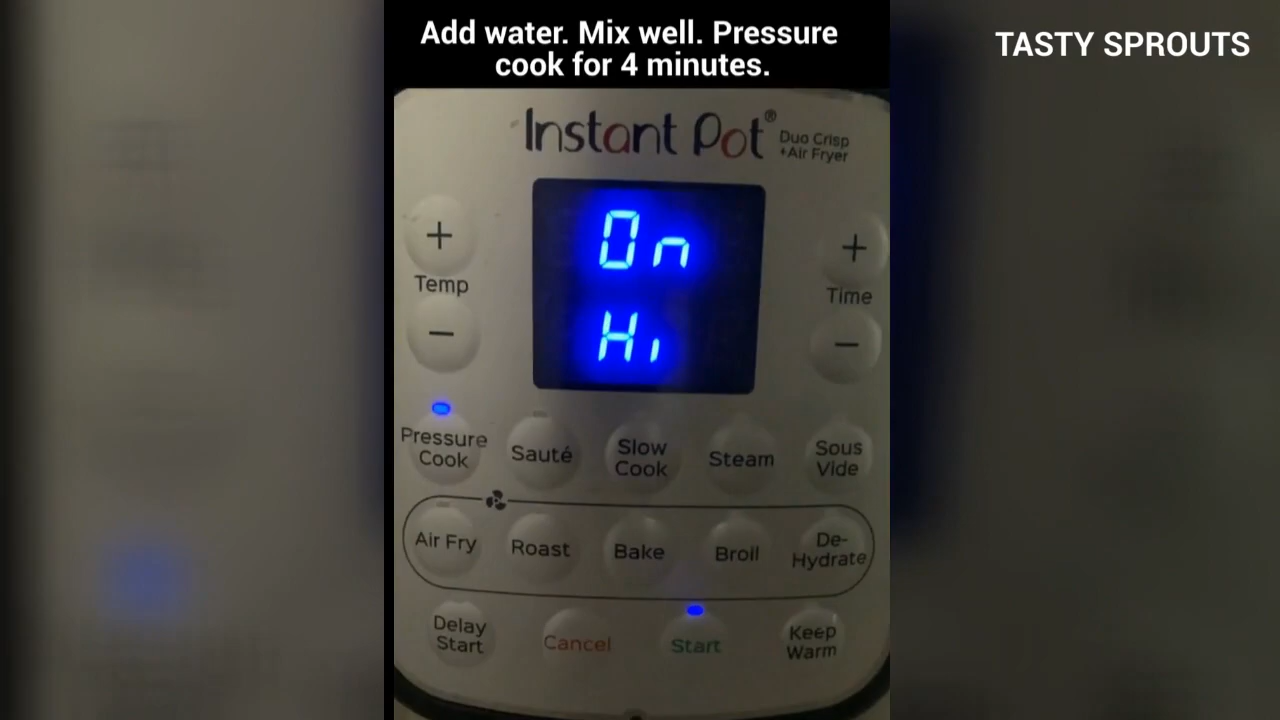 Add water. Mix well. Pressure
cook for 4 minutes.
TASTY SPROUTS
Instant Pot®
Duo Crisp
+Air Fryer
On
Hi
+
Temp
−
+
Time
−
Pressure
Cook
Sauté
Slow
Cook
Steam
Sous
Vide
Air Fry
Roast
Bake
Broil
De-
Hydrate
Delay
Start
Cancel
Start
Keep
Warm